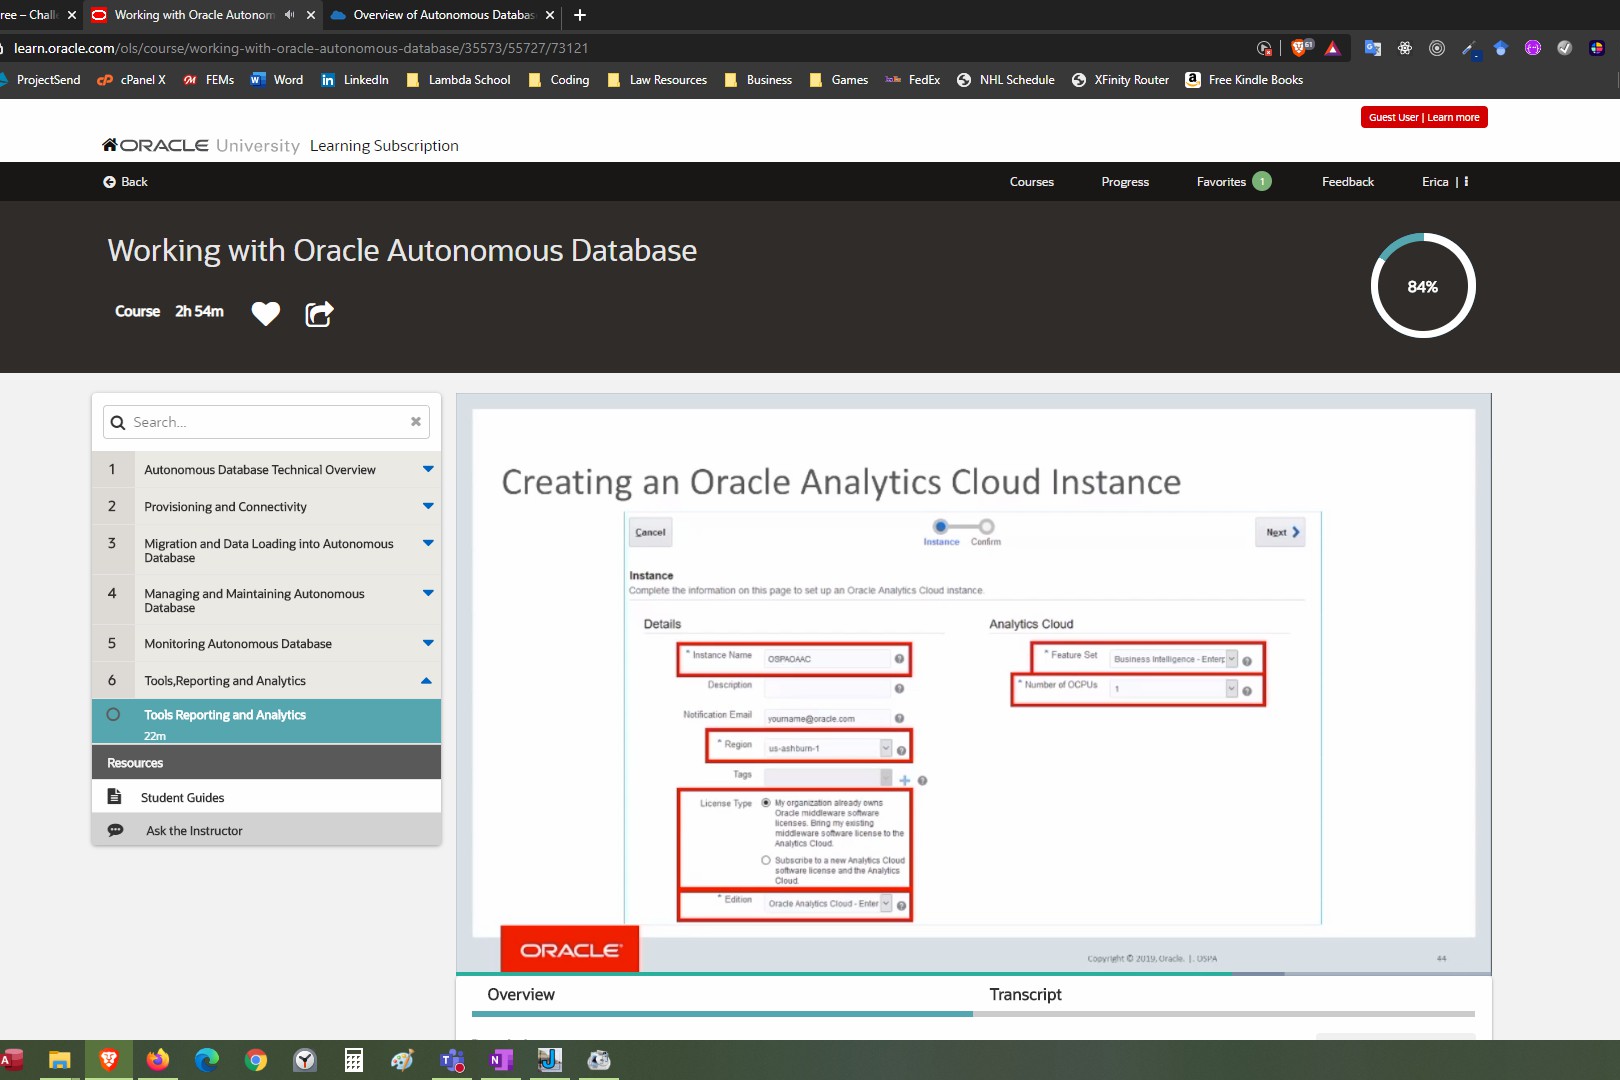 ree – Chall
Working with Oracle Autonom
Overview of Autonomous Databas
learn.oracle.com/ols/course/working-with-oracle-autonomous-database/35573/55727/73121
61
ProjectSend
cPanel X
FEMs
Word
LinkedIn
Lambda School
Coding
Law Resources
Business
Games
FedEx
NHL Schedule
XFinity Router
Free Kindle Books
Guest User | Learn more
ORACLE University Learning Subscription
Back
Courses
Progress
Favorites 1
Feedback
Erica |
Working with Oracle Autonomous Database
Course 2h 54m
84%
Search...
1 Autonomous Database Technical Overview
2 Provisioning and Connectivity
3 Migration and Data Loading into Autonomous
Database
4 Managing and Maintaining Autonomous
Database
5 Monitoring Autonomous Database
6 Tools,Reporting and Analytics
Tools Reporting and Analytics
22m
Resources
Student Guides
Ask the Instructor
Creating an Oracle Analytics Cloud Instance
Cancel
Instance
Confirm
Next
Instance
Complete the information on this page to set up an Oracle Analytics Cloud instance.
Details
* Instance Name OSPAOAAC
Description
Notification Email yourname@oracle.com
* Region us-ashburn-1
Tags
License Type My organization already owns
Oracle middleware software
licenses. Bring my existing
middleware software license to the
Analytics Cloud.
Subscribe to a new Analytics Cloud
software license and the Analytics
Cloud.
* Edition Oracle Analytics Cloud - Enter
Analytics Cloud
* Feature Set Business Intelligence - Enterp
* Number of OCPUs 1
ORACLE
Copyright © 2019, Oracle. | OSPA
44
Overview
Transcript